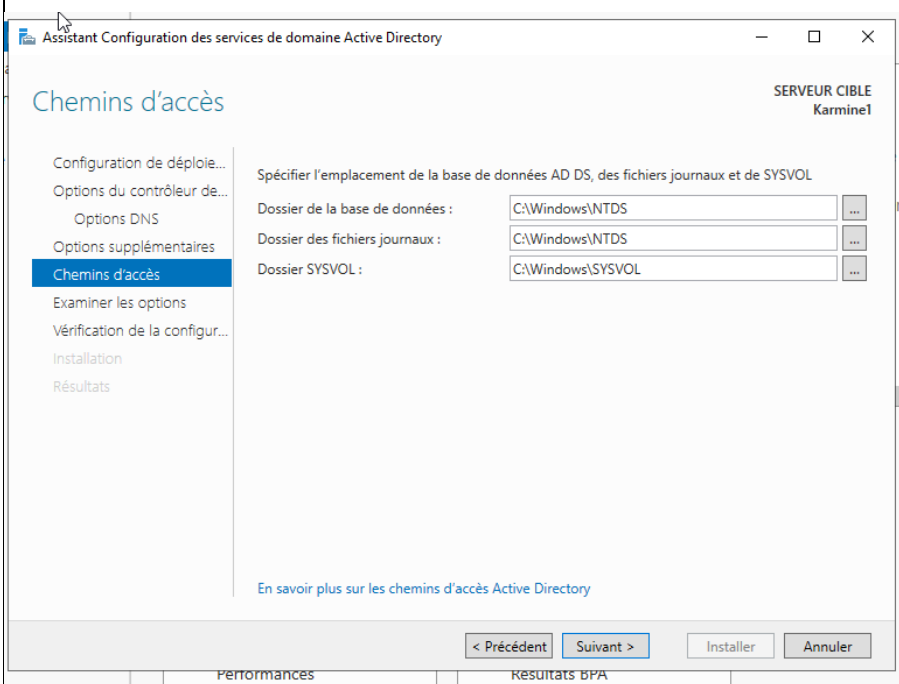 Assistant Configuration des services de domaine Active Directory
Chemins d'accès
SERVEUR CIBLE
Karmine1
Configuration de déploie...
Options du contrôleur de...
Options DNS
Options supplémentaires
Chemins d'accès
Examiner les options
Vérification de la configur...
Installation
Résultats
Spécifier l'emplacement de la base de données AD DS, des fichiers journaux et de SYSVOL
Dossier de la base de données : C:\Windows\NTDS ...
Dossier des fichiers journaux : C:\Windows\NTDS ...
Dossier SYSVOL : C:\Windows\SYSVOL ...
En savoir plus sur les chemins d'accès Active Directory
< Précédent Suivant > Installer Annuler
Performances Résultats BPA